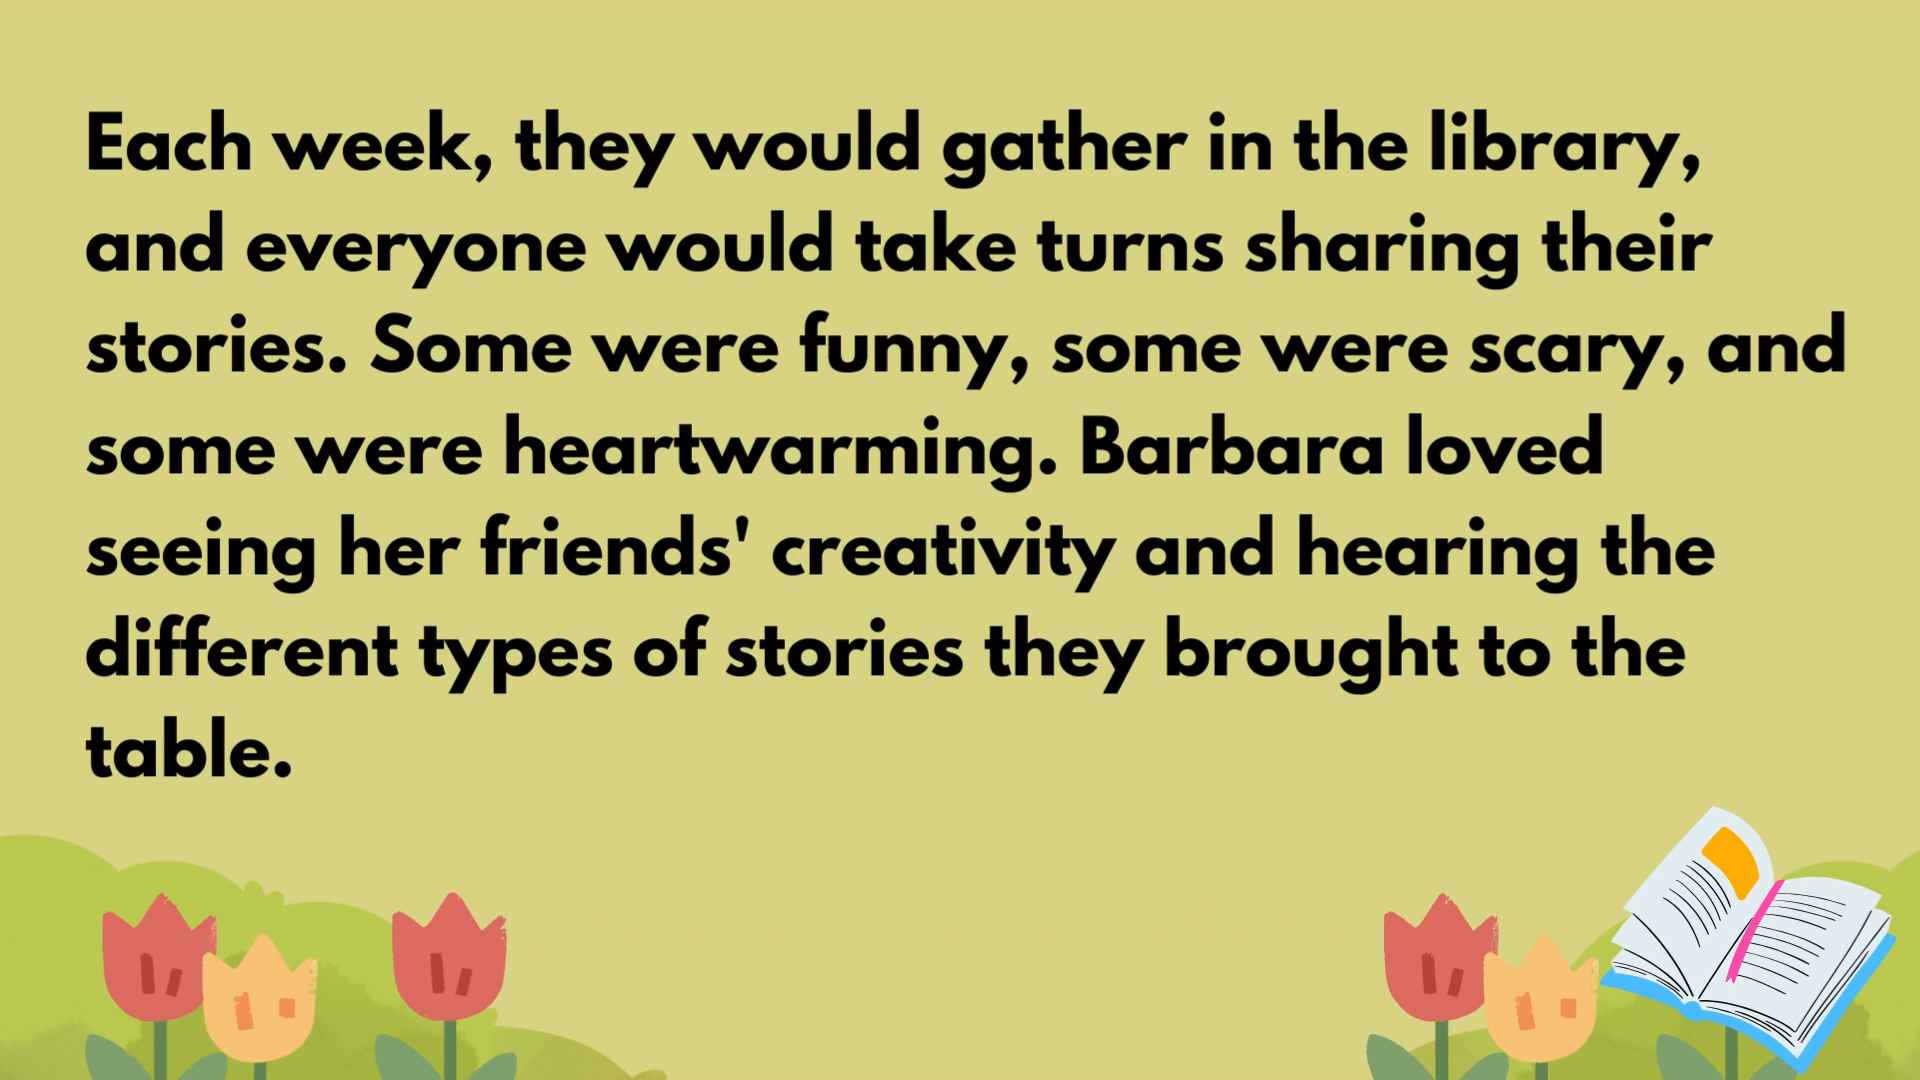 Each week, they would gather in the library,
and everyone would take turns sharing their
stories. Some were funny, some were scary, and
some were heartwarming. Barbara loved
seeing her friends' creativity and hearing the
different types of stories they brought to the
table.